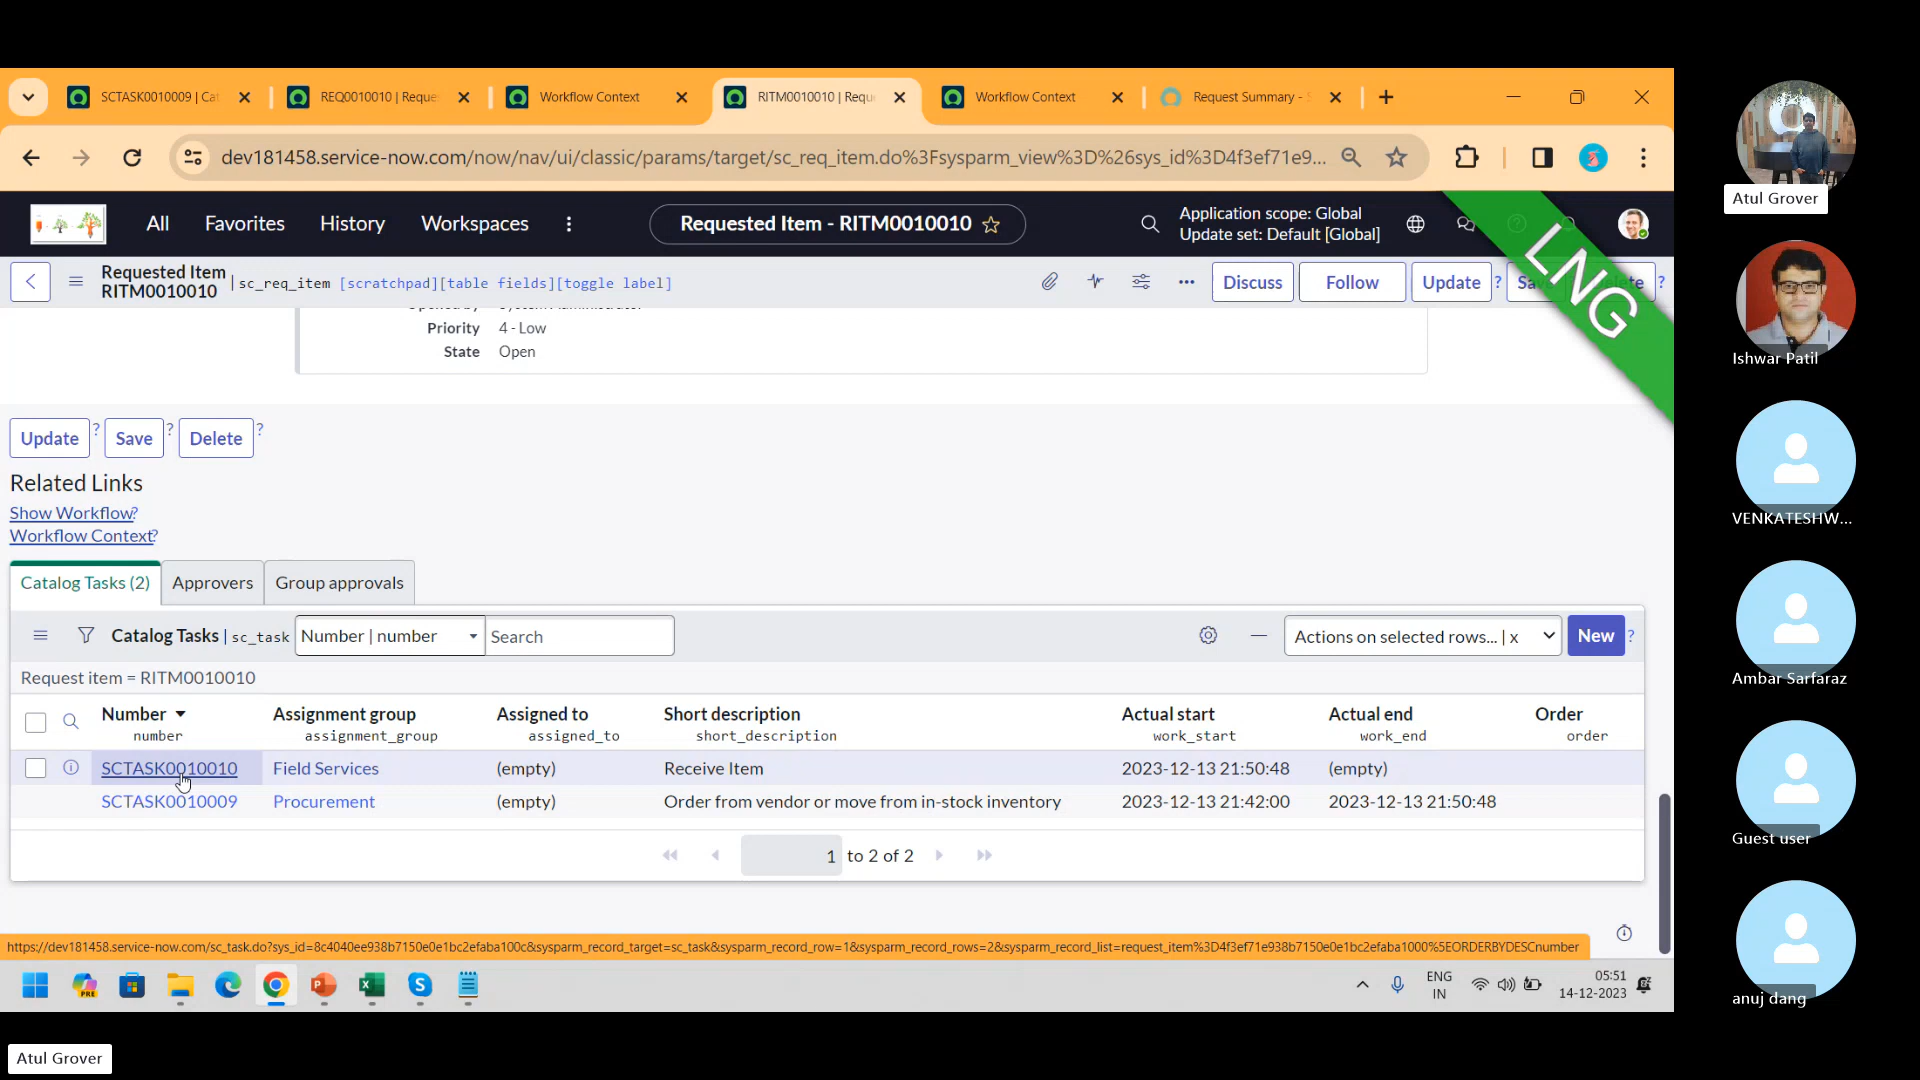 SCTASK0010009 | Cat
REQ0010010 | Reque
Workflow Context
RITM0010010 | Requ
Workflow Context
Request Summary -
dev181458.service-now.com/now/nav/ui/classic/params/target/sc_req_item.do%3Fsysparm_view%3D%26sys_id%3D4f3ef71e9...
All
Favorites
History
Workspaces
Requested Item - RITM0010010
Application scope: Global
Update set: Default [Global]
LNG
Requested Item
RITM0010010
| sc_req_item [scratchpad][table fields][toggle label]
Discuss
Follow
Update
?
?
Priority
4 - Low
State
Open
Update
?
Save
?
Delete
?
Related Links
Show Workflow?
Workflow Context?
Catalog Tasks (2)
Approvers
Group approvals
Catalog Tasks | sc_task
Number | number
Search
Actions on selected rows... | x
New
?
Request item = RITM0010010
Number
number
Assignment group
assignment_group
Assigned to
assigned_to
Short description
short_description
Actual start
work_start
Actual end
work_end
Order
order
SCTASK0010010
Field Services
(empty)
Receive Item
2023-12-13 21:50:48
(empty)
SCTASK0010009
Procurement
(empty)
Order from vendor or move from in-stock inventory
2023-12-13 21:42:00
2023-12-13 21:50:48
1 to 2 of 2
https://dev181458.service-now.com/sc_task.do?sys_id=8c4040ee938b7150e0e1bc2efaba100c&sysparm_record_target=sc_task&sysparm_record_row=1&sysparm_record_rows=2&sysparm_record_list=request_item%3D4f3ef71e938b7150e0e1bc2efaba1000%5EORDERBYDESCnumber
PRE
ENG
IN
05:51
14-12-2023
Atul Grover
Ishwar Patil
VENKATESHW...
Ambar Sarfaraz
Guest user
anuj dang
Atul Grover